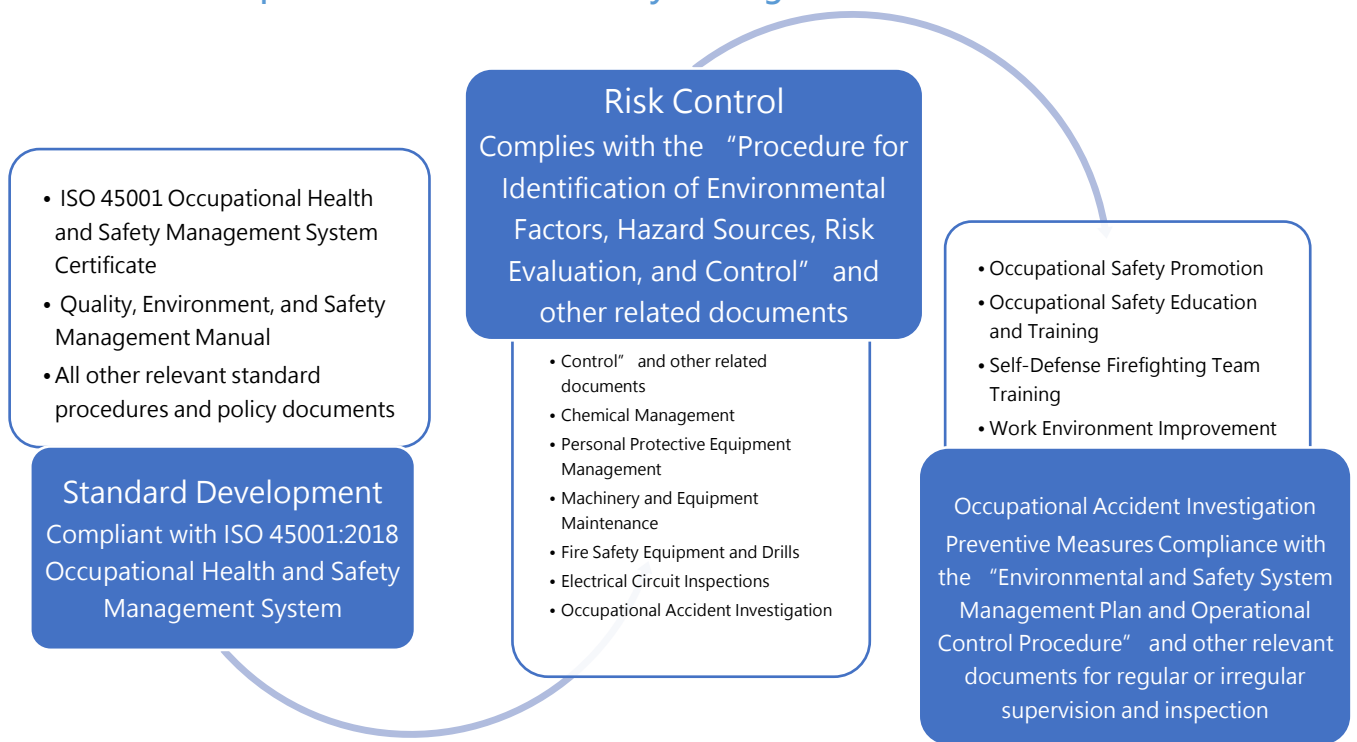 • ISO 45001 Occupational Health
and Safety Management System
Certificate
• Quality, Environment, and Safety
Management Manual
• All other relevant standard
procedures and policy documents
Standard Development
Compliant with ISO 45001:2018
Occupational Health and Safety
Management System
Risk Control
Complies with the “Procedure for
Identification of Environmental
Factors, Hazard Sources, Risk
Evaluation, and Control” and
other related documents
• Control” and other related
documents
• Chemical Management
• Personal Protective Equipment
Management
• Machinery and Equipment
Maintenance
• Fire Safety Equipment and Drills
• Electrical Circuit Inspections
• Occupational Accident Investigation
• Occupational Safety Promotion
• Occupational Safety Education
and Training
• Self-Defense Firefighting Team
Training
• Work Environment Improvement
Occupational Accident Investigation
Preventive Measures Compliance with
the “Environmental and Safety System
Management Plan and Operational
Control Procedure” and other relevant
documents for regular or irregular
supervision and inspection